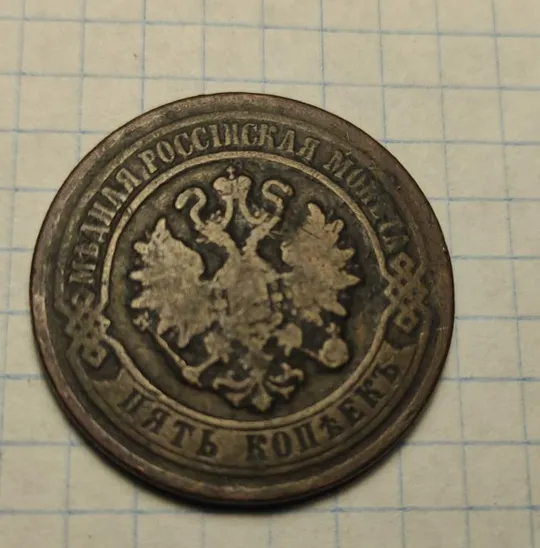 МѢДНАЯ РОССІЙСКАЯ МОНЕТА
ПЯТЬ КОПѢЕКЪ